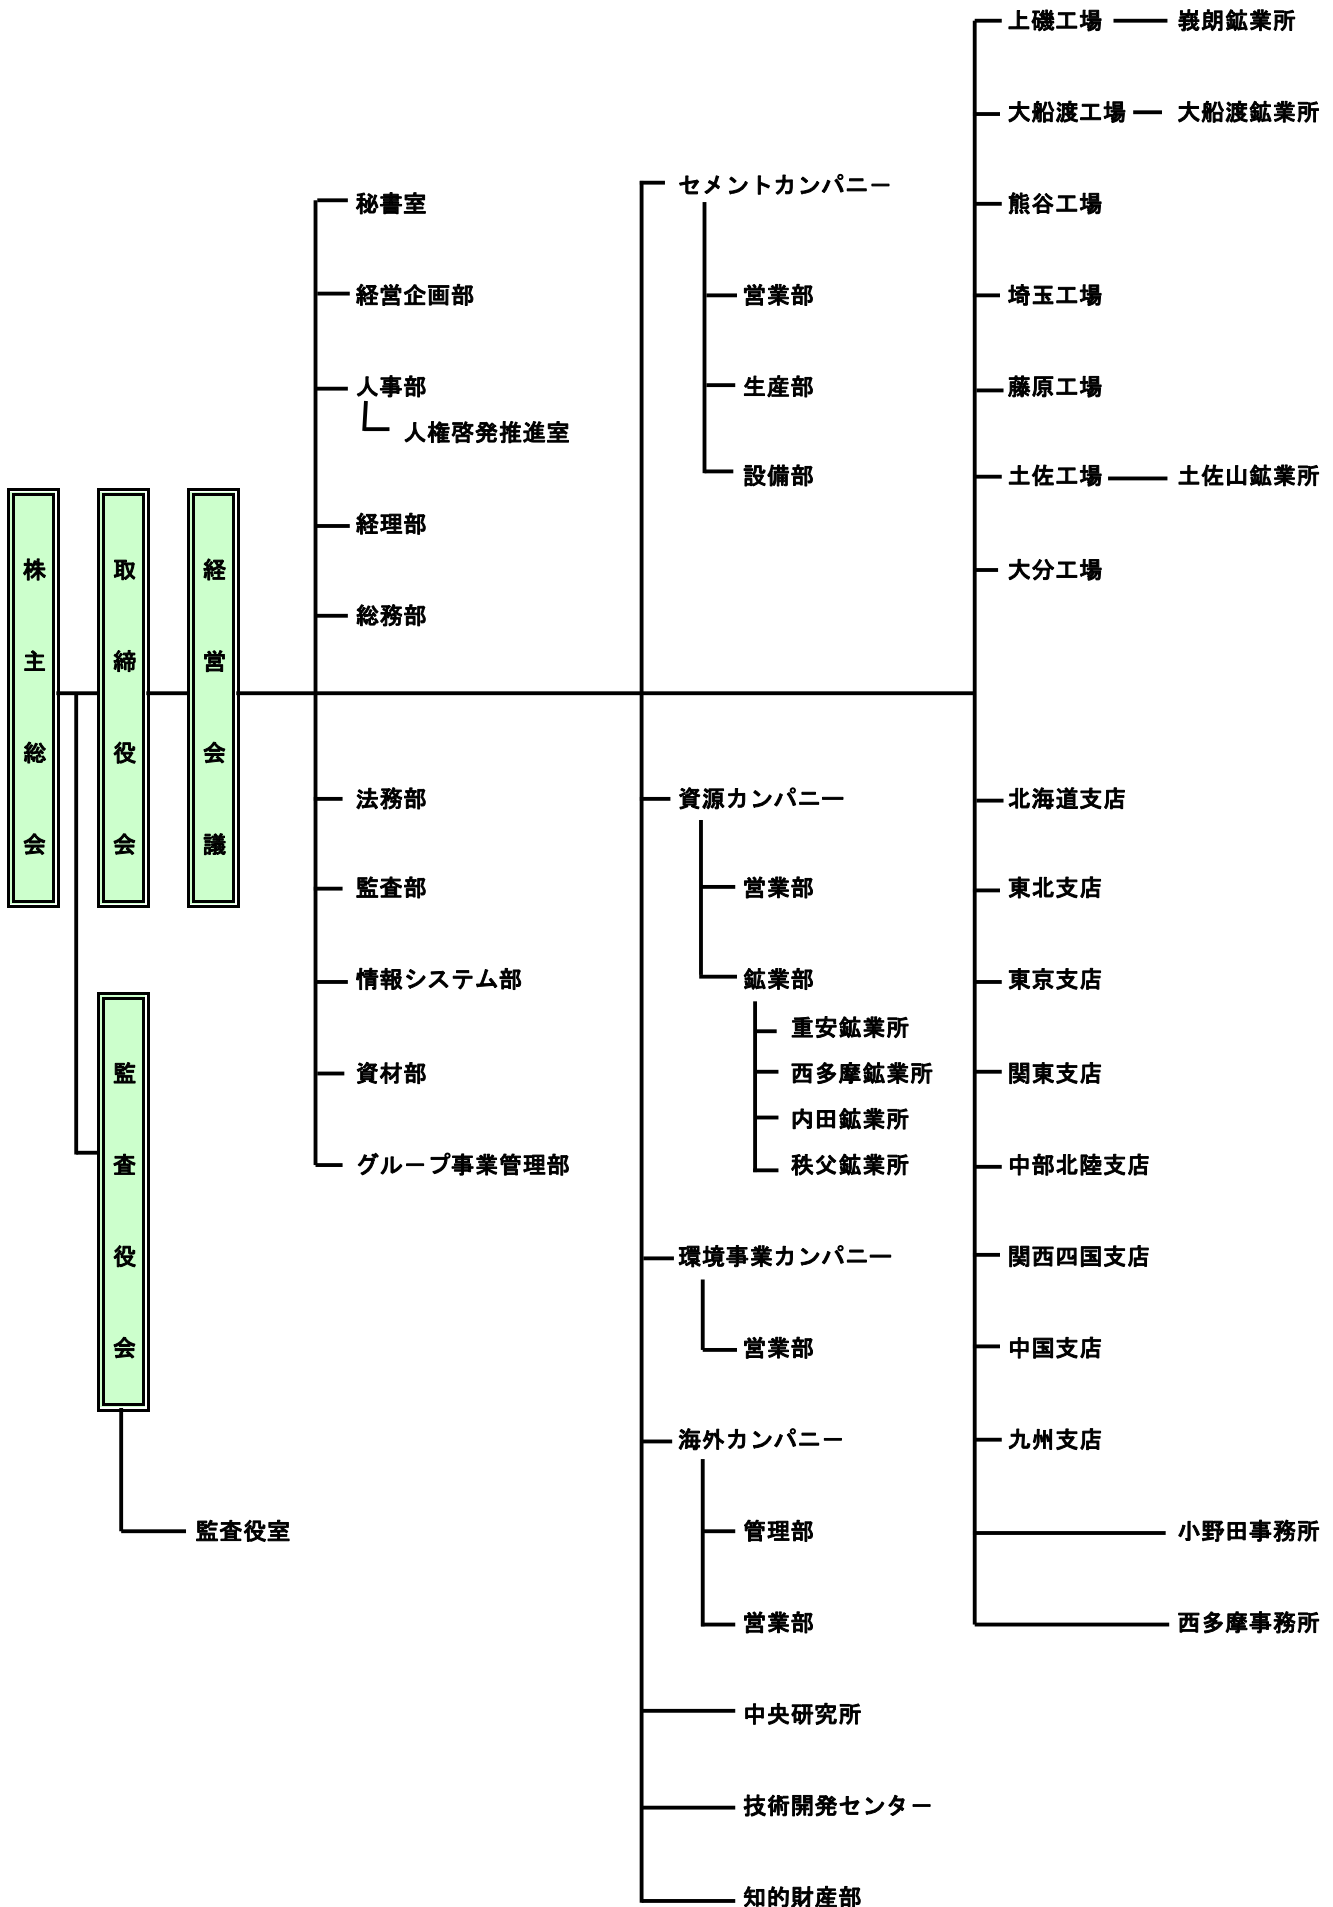 株主総会
取締役会
経営会議
監査役会
監査役室
秘書室
経営企画部
人事部
人権啓発推進室
経理部
総務部
法務部
監査部
情報システム部
資材部
グループ事業管理部
セメントカンパニー
営業部
生産部
設備部
資源カンパニー
営業部
鉱業部
重安鉱業所
西多摩鉱業所
内田鉱業所
秩父鉱業所
環境事業カンパニー
営業部
海外カンパニー
管理部
営業部
中央研究所
技術開発センター
知的財産部
上磯工場 峩朗鉱業所
大船渡工場 大船渡鉱業所
熊谷工場
埼玉工場
藤原工場
土佐工場 土佐山鉱業所
大分工場
北海道支店
東北支店
東京支店
関東支店
中部北陸支店
関西四国支店
中国支店
九州支店
小野田事務所
西多摩事務所